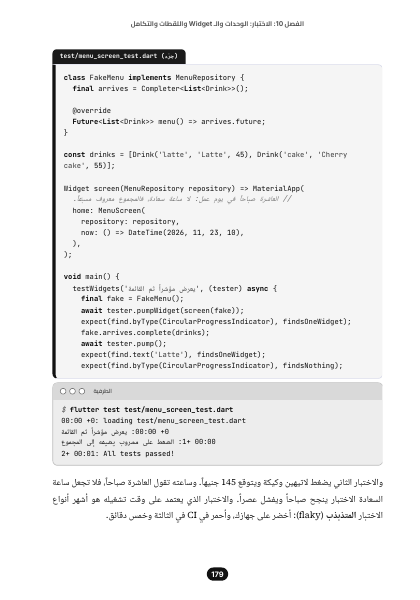 الفصل 10: الاختبار: الوحدات والـ Widget واللقطات والتكامل
test/menu_screen_test.dart (جزء)
class FakeMenu implements MenuRepository {
final arrives = Completer<List<Drink>>();
@override
Future<List<Drink>> menu() => arrives.future;
}
const drinks = [Drink('latte', 'Latte', 45), Drink('cake', 'Cherry
cake', 55)];
Widget screen(MenuRepository repository) => MaterialApp(
// العاشرة صباحاً في يوم عمل: لا ساعة سعادة، فالمجموع معروف مسبقاً.
home: MenuScreen(
repository: repository,
now: () => DateTime(2026, 11, 23, 10),
),
);
void main() {
testWidgets('يعرض مؤشراً ثم القائمة', (tester) async {
final fake = FakeMenu();
await tester.pumpWidget(screen(fake));
expect(find.byType(CircularProgressIndicator), findsOneWidget);
fake.arrives.complete(drinks);
await tester.pump();
expect(find.text('Latte'), findsOneWidget);
expect(find.byType(CircularProgressIndicator), findsNothing);
الطرفية
$ flutter test test/menu_screen_test.dart
00:00 +0: loading test/menu_screen_test.dart
00:00 +0: يعرض مؤشراً ثم القائمة
00:00 +1: الضغط على مشروب يضيفه إلى المجموع
00:01 +2: All tests passed!
والاختبار الثاني يضغط لاتيهين وكيكة ويتوقع 145 جنيهاً. وساعته تقول العاشرة صباحاً، فلا تجعل ساعة
السعادة الاختبار ينجح صباحاً ويفشل عصراً. والاختبار الذي يعتمد على وقت تشغيله هو أشهر أنواع
الاختبار المتذبذب (flaky): أخضر على جهازك، وأحمر في CI في الثالثة وخمس دقائق.
179